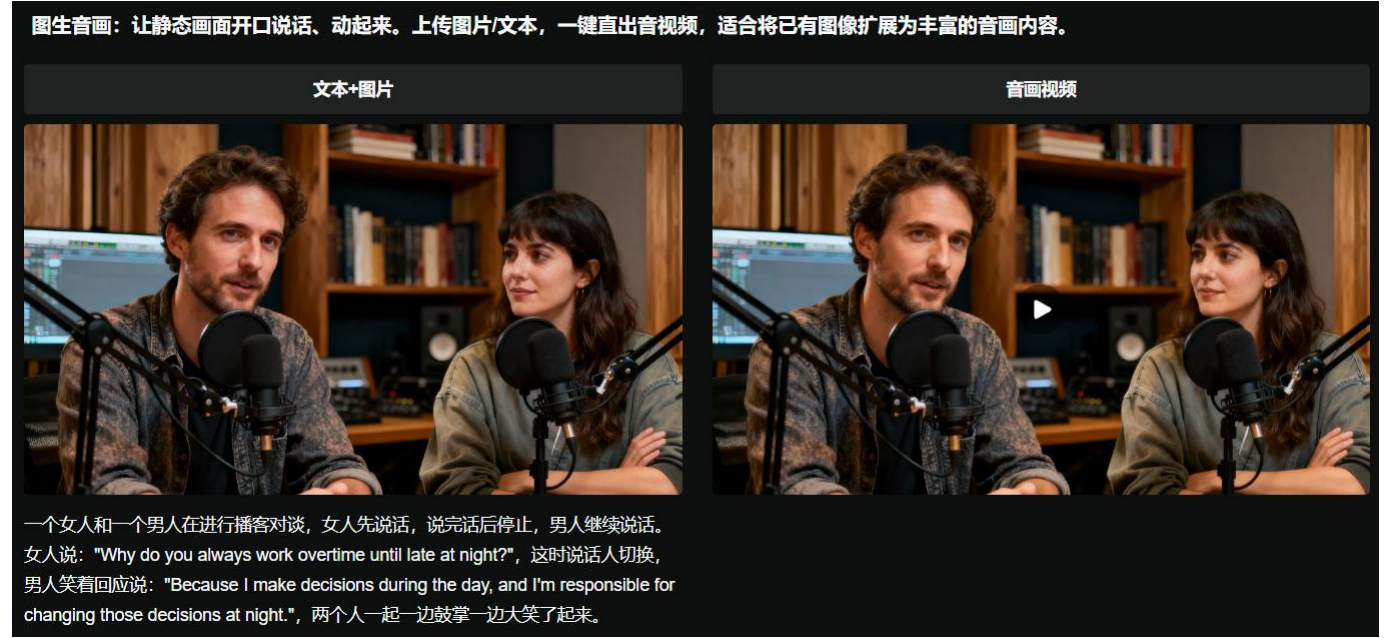 图生音画：让静态画面开口说话、动起来。上传图片/文本，一键直出音视频，适合将已有图像扩展为丰富的音画内容。
文本+图片
音画视频
一个女人和一个男人在进行播客对谈，女人先说话，说完话后停止，男人继续说话。
女人说："Why do you always work overtime until late at night?"，这时说话人切换，
男人笑着回应说："Because I make decisions during the day, and I'm responsible for
changing those decisions at night."，两个人一起一边鼓掌一边大笑了起来。